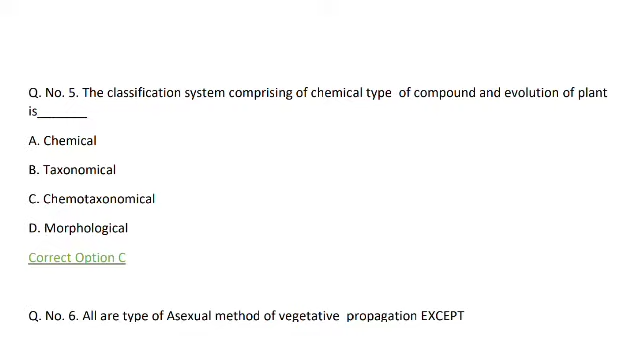 Q. No. 5. The classification system comprising of chemical type of compound and evolution of plant
is_______
A. Chemical
B. Taxonomical
C. Chemotaxonomical
D. Morphological
Correct Option C
Q. No. 6. All are type of Asexual method of vegetative propagation EXCEPT